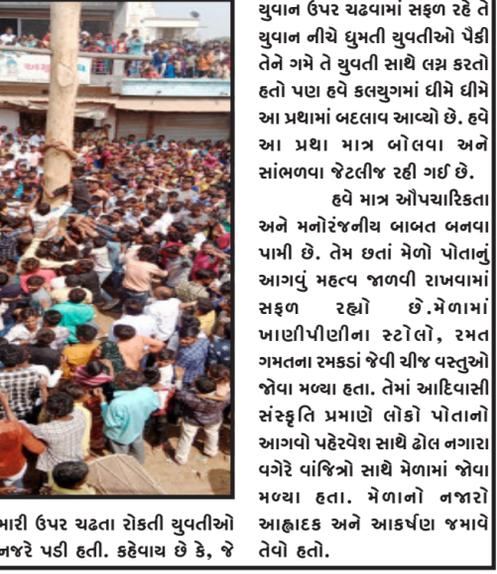 મારી ઉપર ચઢતા રોકતી યુવતીઓ
નજરે પડી હતી. કહેવાય છે કે, જે
યુવાન ઉપર ચઢવામાં સફળ રહે તે
યુવાન નીચે ઘુમતી યુવતીઓ પૈકી
તેને ગમે તે યુવતી સાથે લગ્ન કરતો
હતો પણ હવે કલયુગમાં ધીમે ધીમે
આ પ્રથામાં બદલાવ આવ્યો છે. હવે
આ પ્રથા માત્ર બોલવા અને
સાંભળવા જેટલીજ રહી ગઈ છે.
હવે માત્ર ઔપચારિકતા
અને મનોરંજનીય બાબત બનવા
પામી છે. તેમ છતાં મેળો પોતાનું
આગવું મહત્વ જાળવી રાખવામાં
સફળ રહ્યો છે.મેળામાં
ખાણીપીણીના સ્ટોલો, રમત
ગમતના રમકડાં જેવી ચીજ વસ્તુઓ
જોવા મળ્યા હતા. તેમાં આદિવાસી
સંસ્કૃતિ પ્રમાણે લોકો પોતાનો
આગવો પહેરવેશ સાથે ઢોલ નગારા
વગેરે વાંજિત્રો સાથે મેળામાં જોવા
મળ્યા હતા. મેળાનો નજારો
આહ્લાદક અને આકર્ષણ જમાવે
તેવો હતો.